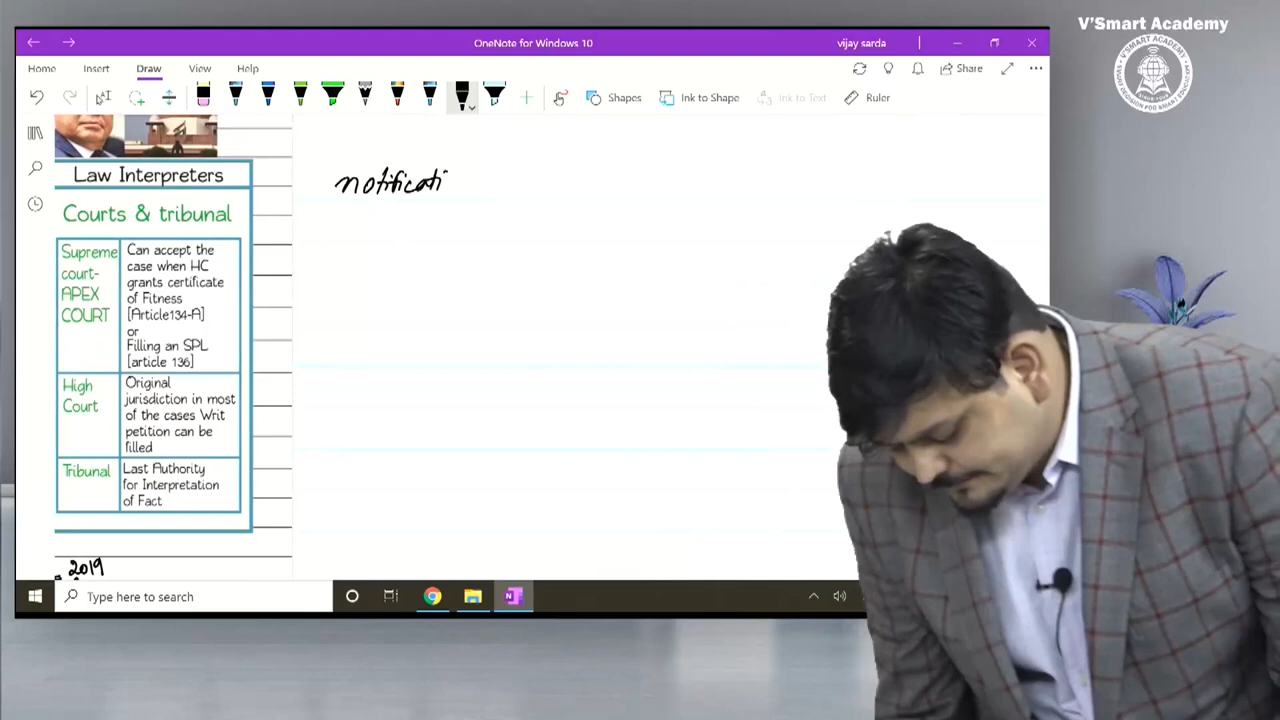 V'Smart Academy
OneNote for Windows 10
vijay sarda
Home
Insert
Draw
View
Help
Share
Shapes
Ink to Shape
Ink to Text
Ruler
Law Interpreters
Courts & tribunal
Supreme
court-
APEX
COURT
Can accept the
case when HC
grants certificate
of Fitness
[Article134-A]
or
Filling an SPL
[article 136]
High
Court
Original
jurisdiction in most
of the cases Writ
petition can be
filled
Tribunal
Last Authority
for Interpretation
of Fact
2019
notificati
Type here to search